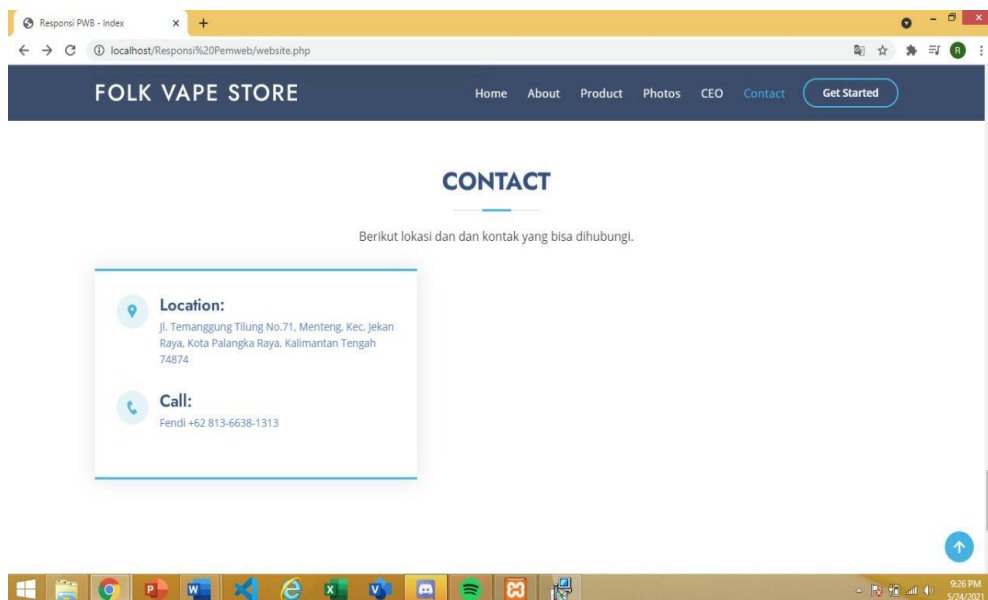 Responsi PWB - Index
localhost/Responsi%20Pemweb/website.php
R
FOLK VAPE STORE
Home About Product Photos CEO Contact Get Started
CONTACT
Berikut lokasi dan dan kontak yang bisa dihubungi.
Location:
Jl. Temanggung Tilung No.71, Menteng. Kec. Jekan
Raya, Kota Palangka Raya, Kalimantan Tengah
74874
Call:
Fendi +62 813-6638-1313
9:26 PM
5/24/2021